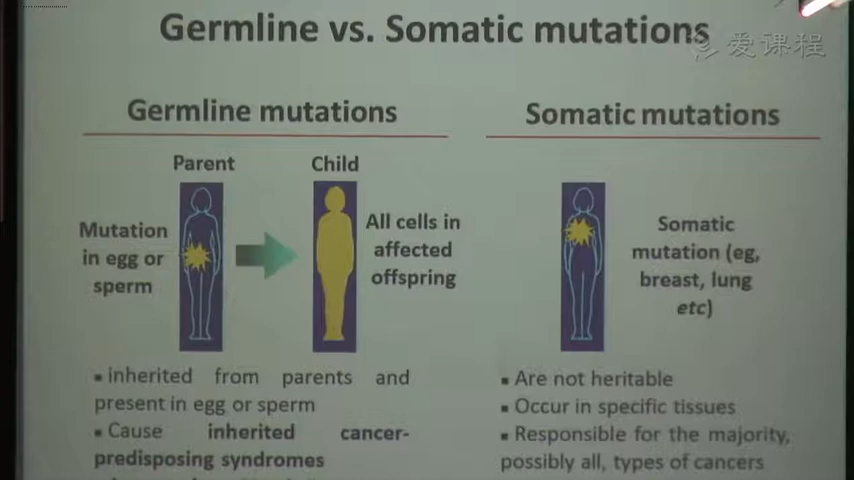 Germline vs. Somatic mutations
爱课程
Germline mutations
Parent
Child
Mutation
in egg or
sperm
All cells in
affected
offspring
▪ inherited from parents and
present in egg or sperm
▪ Cause inherited cancer-
predisposing syndromes
Somatic mutations
Somatic
mutation (eg,
breast, lung
etc)
▪ Are not heritable
▪ Occur in specific tissues
▪ Responsible for the majority,
possibly all, types of cancers